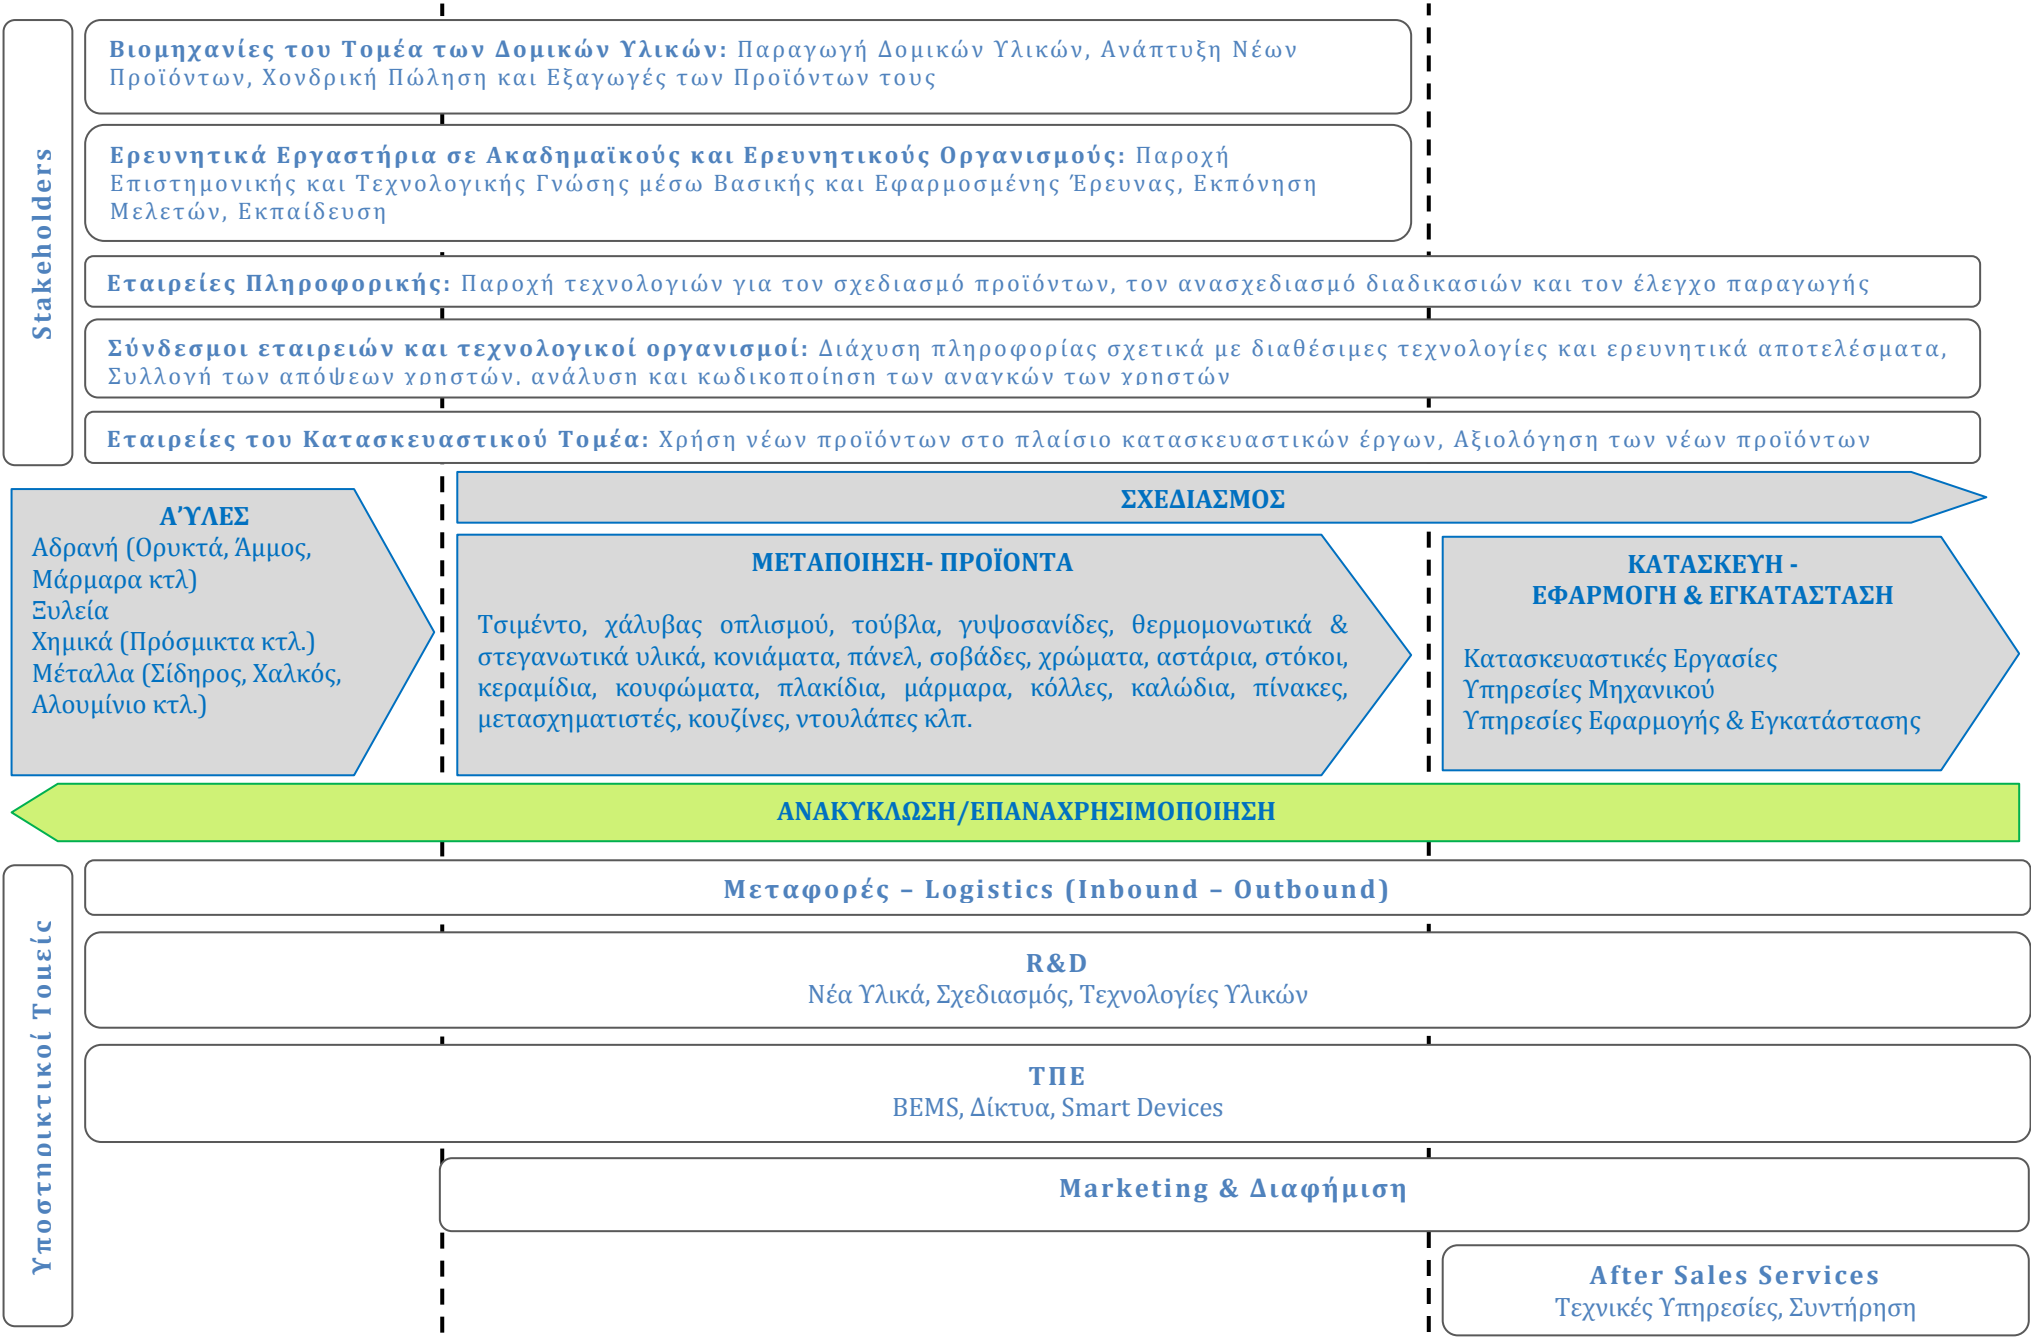 Stakeholders
Βιομηχανίες του Τομέα των Δομικών Υλικών: Παραγωγή Δομικών Υλικών, Ανάπτυξη Νέων
Προϊόντων, Χονδρική Πώληση και Εξαγωγές των Προϊόντων τους
Ερευνητικά Εργαστήρια σε Ακαδημαϊκούς και Ερευνητικούς Οργανισμούς: Παροχή
Επιστημονικής και Τεχνολογικής Γνώσης μέσω Βασικής και Εφαρμοσμένης Έρευνας, Εκπόνηση
Μελετών, Εκπαίδευση
Εταιρείες Πληροφορικής: Παροχή τεχνολογιών για τον σχεδιασμό προϊόντων, τον ανασχεδιασμό διαδικασιών και τον έλεγχο παραγωγής
Σύνδεσμοι εταιρειών και τεχνολογικοί οργανισμοί: Διάχυση πληροφορίας σχετικά με διαθέσιμες τεχνολογίες και ερευνητικά αποτελέσματα,
Συλλογή των απόψεων χρηστών, ανάλυση και κωδικοποίηση των αναγκών των χρηστών
Εταιρείες του Κατασκευαστικού Τομέα: Χρήση νέων προϊόντων στο πλαίσιο κατασκευαστικών έργων, Αξιολόγηση των νέων προϊόντων
Α'ΎΛΕΣ
Αδρανή (Ορυκτά, Άμμος,
Μάρμαρα κτλ)
Ξυλεία
Χημικά (Πρόσμικτα κτλ.)
Μέταλλα (Σίδηρος, Χαλκός,
Αλουμίνιο κτλ.)
ΣΧΕΔΙΑΣΜΟΣ
ΜΕΤΑΠΟΙΗΣΗ- ΠΡΟΪΟΝΤΑ
Τσιμέντο, χάλυβας οπλισμού, τούβλα, γυψοσανίδες, θερμομονωτικά &
στεγανωτικά υλικά, κονιάματα, πάνελ, σοβάδες, χρώματα, αστάρια, στόκοι,
κεραμίδια, κουφώματα, πλακίδια, μάρμαρα, κόλλες, καλώδια, πίνακες,
μετασχηματιστές, κουζίνες, ντουλάπες κλπ.
ΚΑΤΑΣΚΕΥΗ -
ΕΦΑΡΜΟΓΗ & ΕΓΚΑΤΑΣΤΑΣΗ
Κατασκευαστικές Εργασίες
Υπηρεσίες Μηχανικού
Υπηρεσίες Εφαρμογής & Εγκατάστασης
ΑΝΑΚΥΚΛΩΣΗ/ΕΠΑΝΑΧΡΗΣΙΜΟΠΟΙΗΣΗ
Υποστηρικτικοί Τομείς
Μεταφορές – Logistics (Inbound – Outbound)
R&D
Νέα Υλικά, Σχεδιασμός, Τεχνολογίες Υλικών
ΤΠΕ
BEMS, Δίκτυα, Smart Devices
Marketing & Διαφήμιση
After Sales Services
Τεχνικές Υπηρεσίες, Συντήρηση